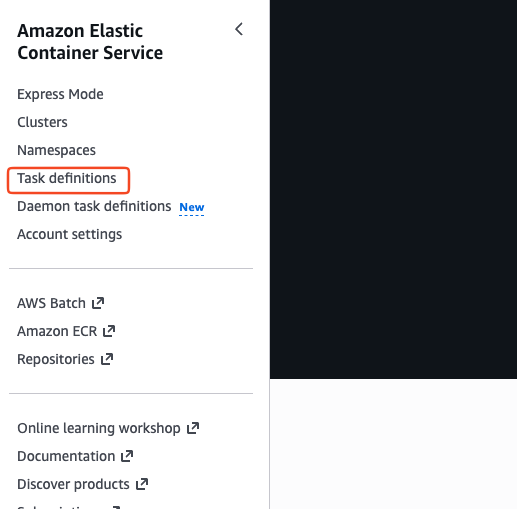 Amazon Elastic
Container Service
Express Mode
Clusters
Namespaces
Task definitions
Daemon task definitions New
Account settings
AWS Batch
Amazon ECR
Repositories
Online learning workshop
Documentation
Discover products